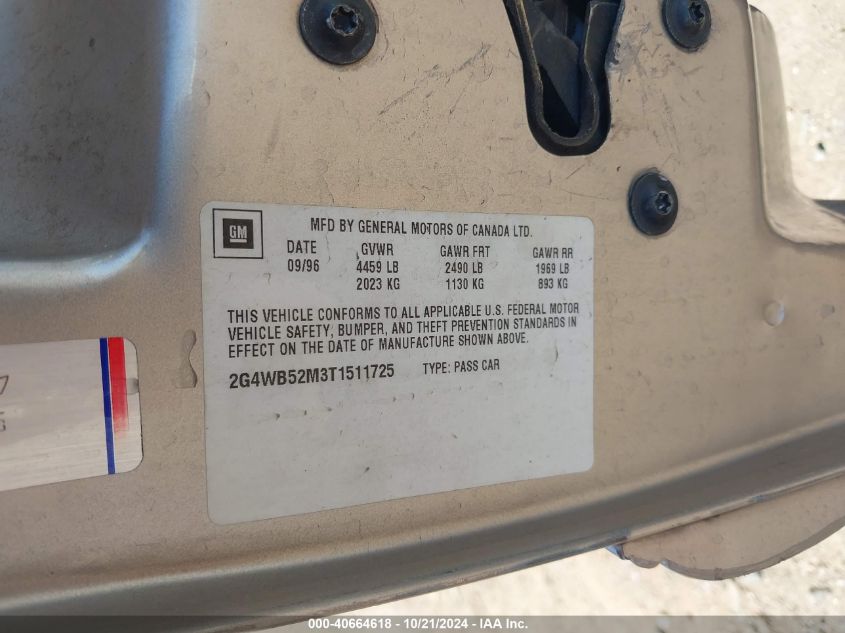 GM
MFD BY GENERAL MOTORS OF CANADA LTD.
DATE GVWR GAWR FRT GAWR RR
09/96 4459 LB 2490 LB 1969 LB
2023 KG 1130 KG 893 KG
THIS VEHICLE CONFORMS TO ALL APPLICABLE U.S. FEDERAL MOTOR
VEHICLE SAFETY, BUMPER, AND THEFT PREVENTION STANDARDS IN
EFFECT ON THE DATE OF MANUFACTURE SHOWN ABOVE.
2G4WB52M3T1511725 TYPE: PASS CAR
7
G
000-40664618 - 10/21/2024 - IAA Inc.